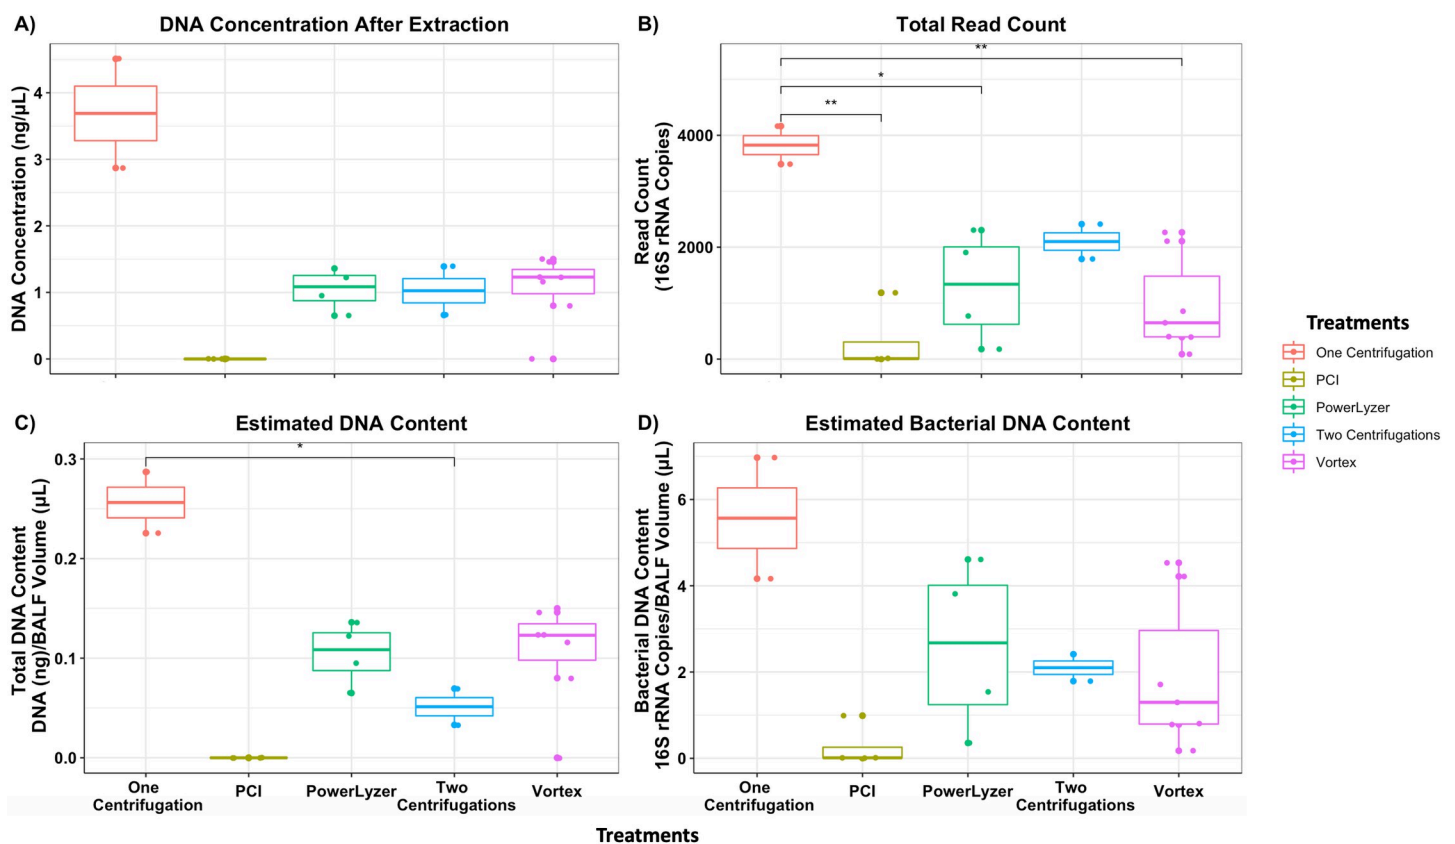 A) DNA Concentration After Extraction
DNA Concentration (ng/µL)
4
3
2
1
0
B) Total Read Count
Read Count
(16S rRNA Copies)
4000
2000
0
**
*
**
C) Estimated DNA Content
Total DNA Content
DNA (ng)/BALF Volume (µL)
0.3
0.2
0.1
0.0
*
One
Centrifugation
PCI
PowerLyzer
Two
Centrifugations
Vortex
D) Estimated Bacterial DNA Content
Bacterial DNA Content
16S rRNA Copies/BALF Volume (µL)
6
4
2
0
One
Centrifugation
PCI
PowerLyzer
Two
Centrifugations
Vortex
Treatments
Treatments
One Centrifugation
PCI
PowerLyzer
Two Centrifugations
Vortex